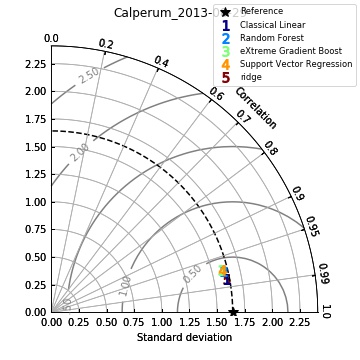 Calperum_2013-
Reference
1 Classical Linear
2 Random Forest
3 eXtreme Gradient Boost
4 Support Vector Regression
5 ridge
0.0 0.2 0.4 0.6 0.7 0.8 0.9 0.95 0.99 1.0
Correlation
2.25
2.00
1.75
1.50
1.25
1.00
0.75
0.50
0.25
0.00
2.50
2.00
1.00
0.50
4
1
0.00 0.25 0.50 0.75 1.00 1.25 1.50 1.75 2.00 2.25
Standard deviation